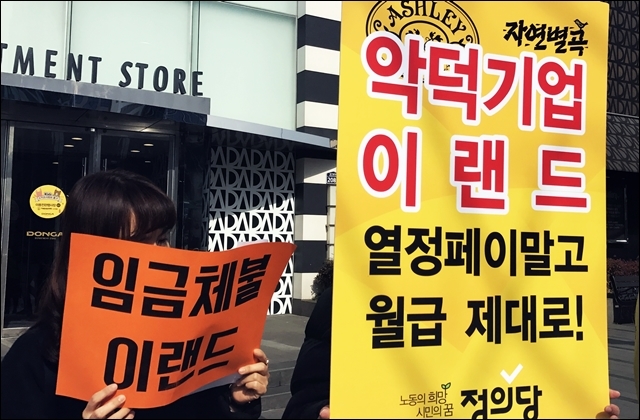 TMENT STORE
ASHLEY
자연별곡
악덕기업
이랜드
열정페이말고
월급 제대로!
노동의 희망
시민의 꿈
정의당
임금체불
이랜드
DONGA